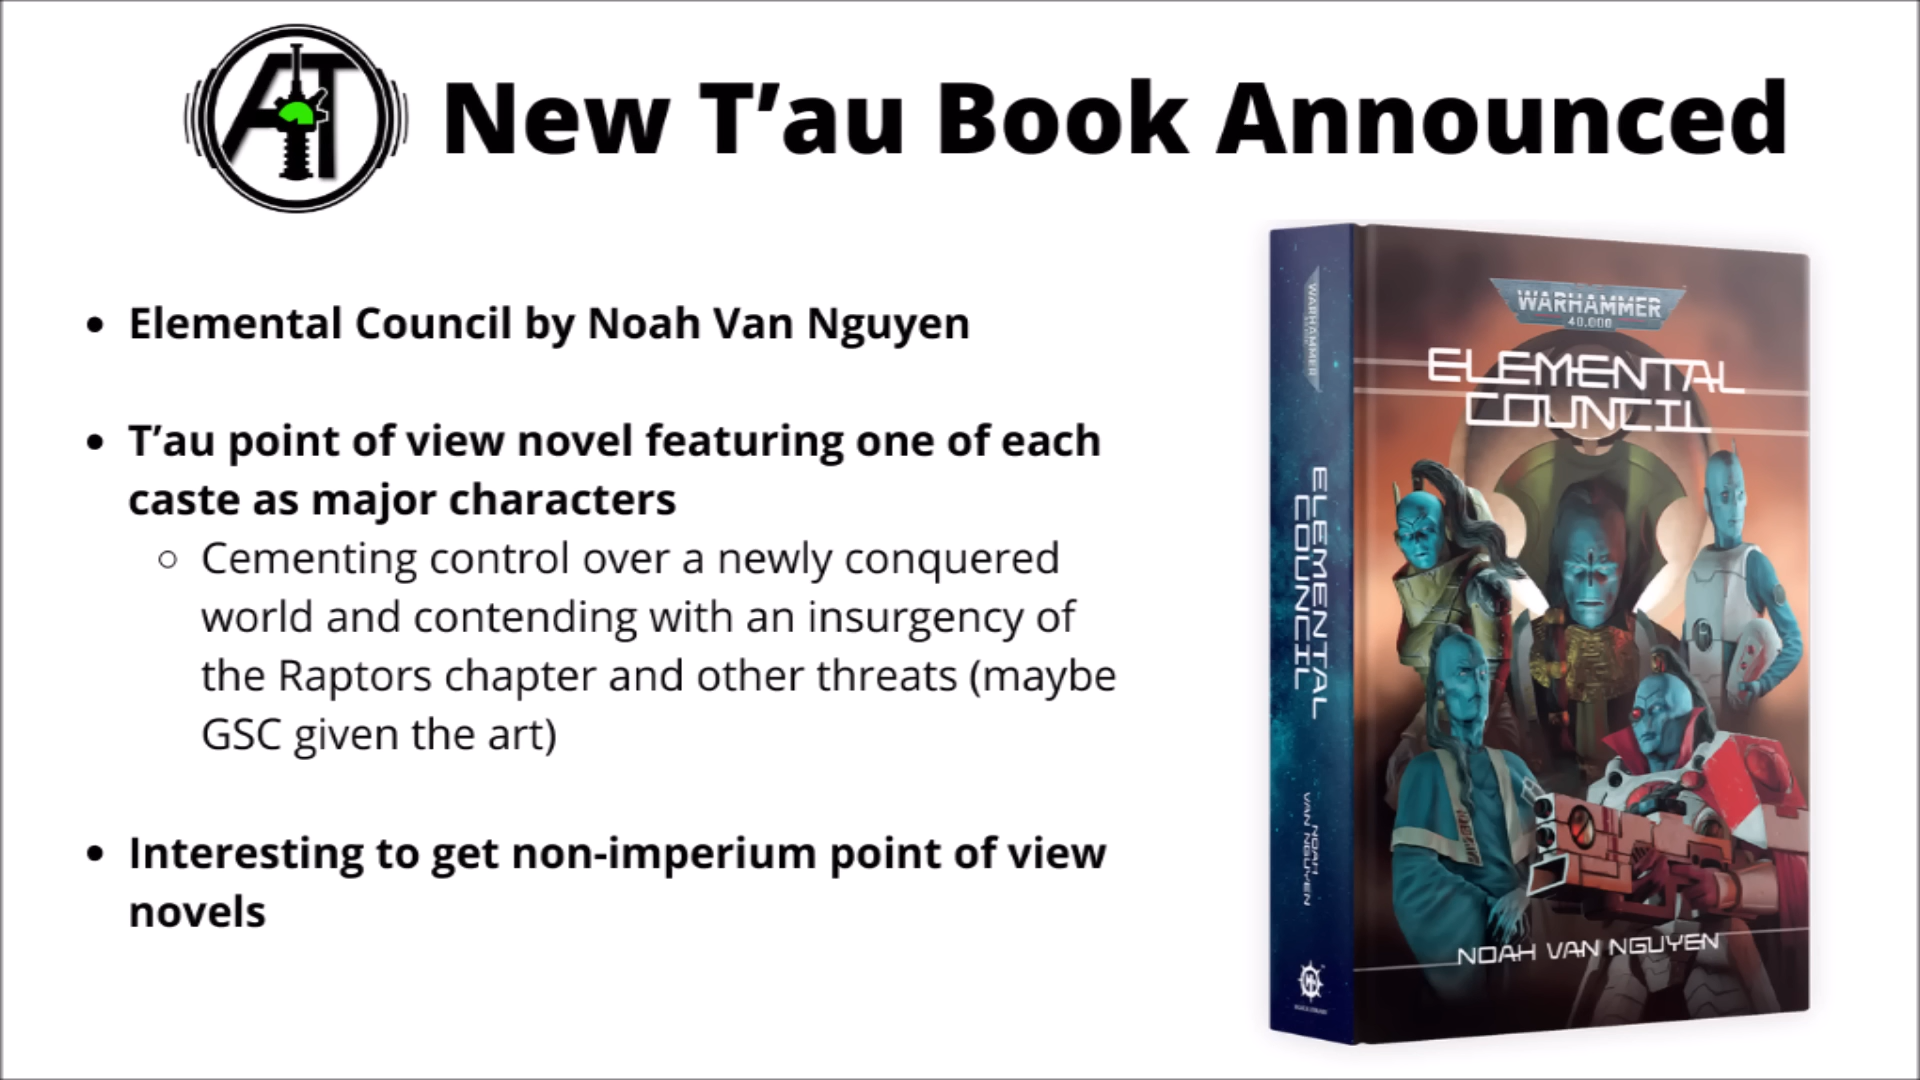 AT
New T’au Book Announced
Elemental Council by Noah Van Nguyen
T’au point of view novel featuring one of each
caste as major characters
Cementing control over a newly conquered
world and contending with an insurgency of
the Raptors chapter and other threats (maybe
GSC given the art)
Interesting to get non-imperium point of view
novels
WARHAMMER
ELEMENTAL
COUNCIL
NOAH
VAN NGUYEN
WARHAMMER
40,000
ELEMENTAL
COUNCIL
NOAH VAN NGUYEN